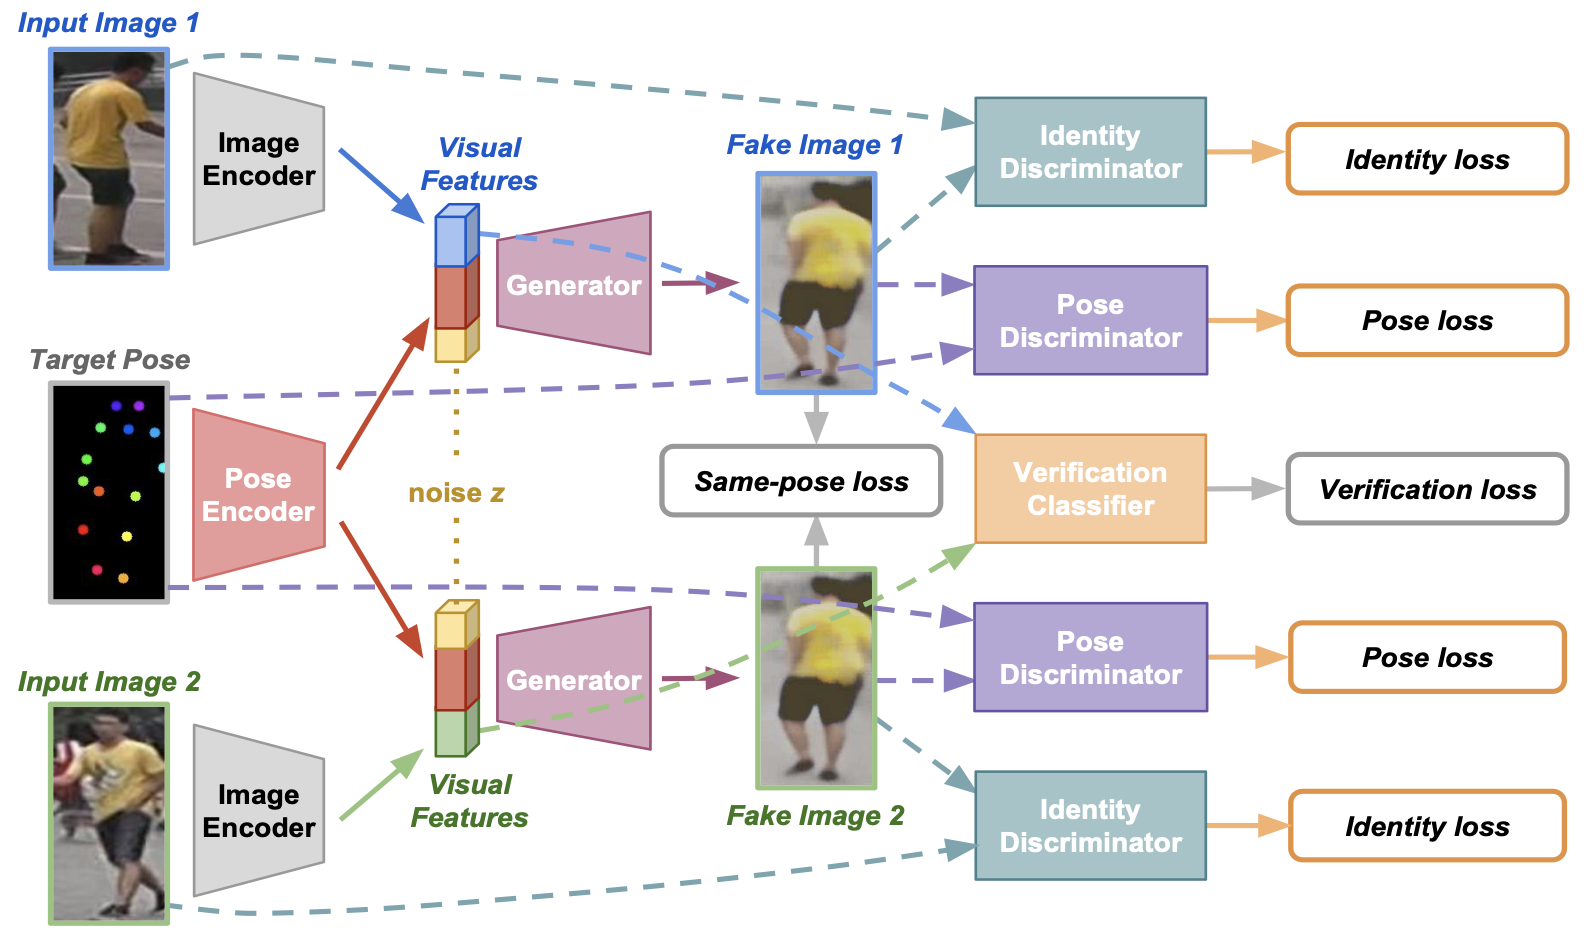 Input Image 1
Image
Encoder
Visual
Features
Generator
Fake Image 1
Identity
Discriminator
Identity loss
Pose
Discriminator
Pose loss
Target Pose
Pose
Encoder
noise z
Same-pose loss
Verification
Classifier
Verification loss
Input Image 2
Image
Encoder
Visual
Features
Generator
Fake Image 2
Pose
Discriminator
Pose loss
Identity
Discriminator
Identity loss